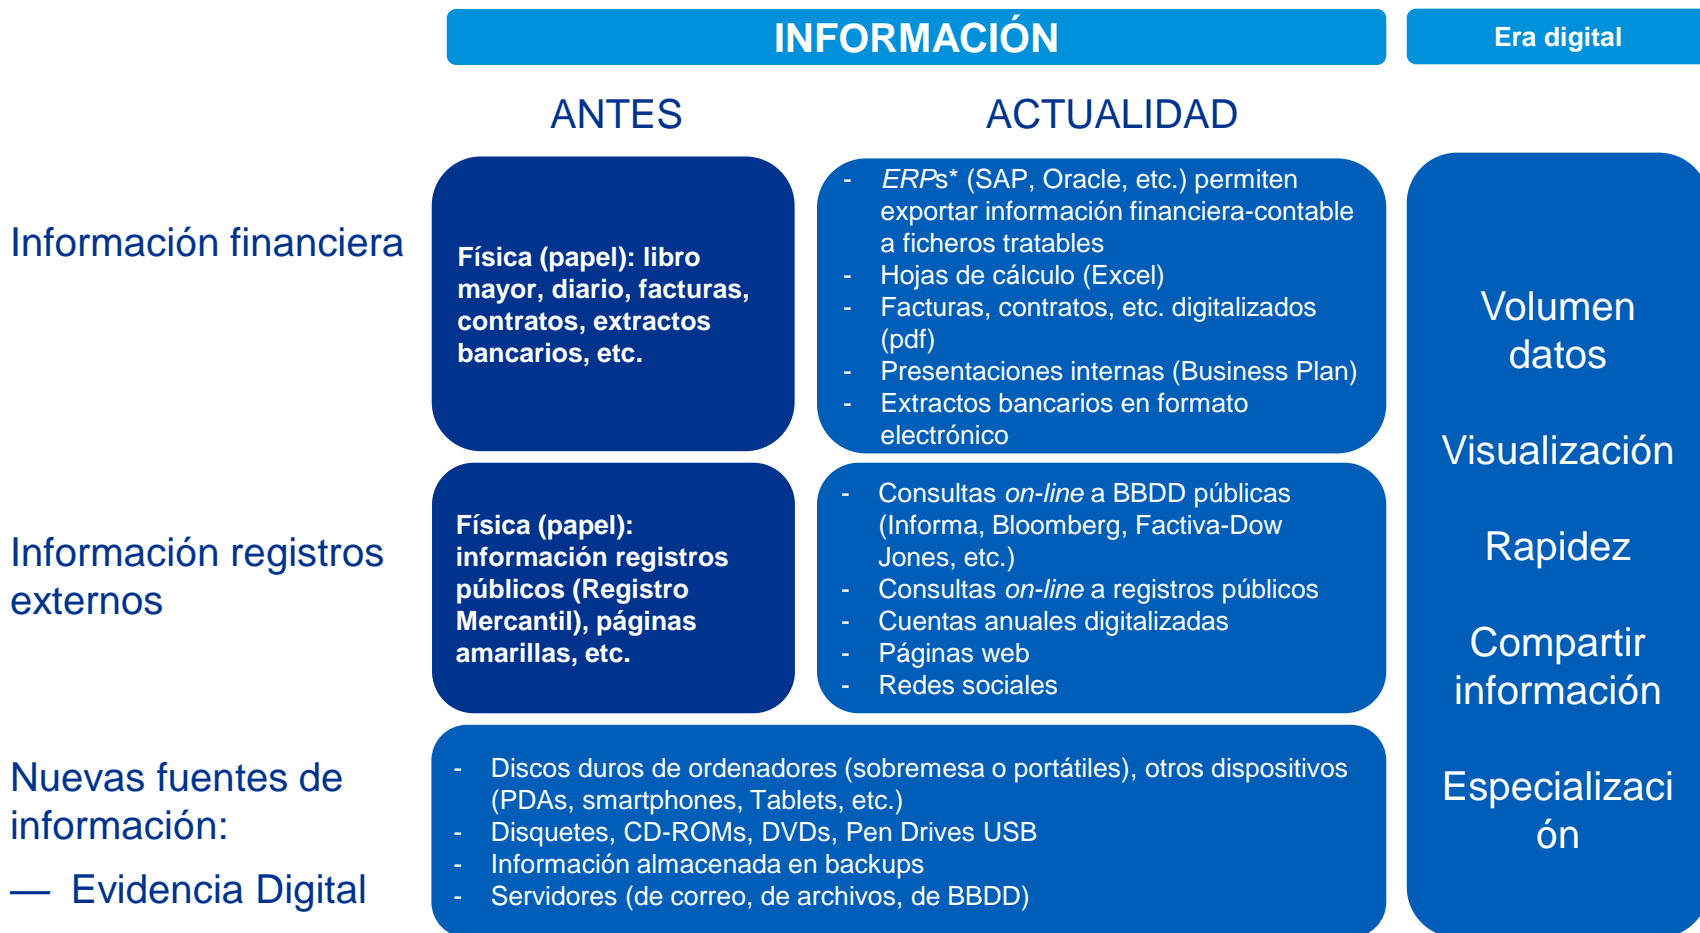 INFORMACIÓN
Era digital
ANTES
ACTUALIDAD
Información financiera
Física (papel): libro
mayor, diario, facturas,
contratos, extractos
bancarios, etc.
- ERPs* (SAP, Oracle, etc.) permiten
exportar información financiera-contable
a ficheros tratables
- Hojas de cálculo (Excel)
- Facturas, contratos, etc. digitalizados
(pdf)
- Presentaciones internas (Business Plan)
- Extractos bancarios en formato
electrónico
Información registros
externos
Física (papel):
información registros
públicos (Registro
Mercantil), páginas
amarillas, etc.
- Consultas on-line a BBDD públicas
(Informa, Bloomberg, Factiva-Dow
Jones, etc.)
- Consultas on-line a registros públicos
- Cuentas anuales digitalizadas
- Páginas web
- Redes sociales
Nuevas fuentes de
información:
— Evidencia Digital
- Discos duros de ordenadores (sobremesa o portátiles), otros dispositivos
(PDAs, smartphones, Tablets, etc.)
- Disquetes, CD-ROMs, DVDs, Pen Drives USB
- Información almacenada en backups
- Servidores (de correo, de archivos, de BBDD)
Volumen
datos
Visualización
Rapidez
Compartir
información
Especializaci
ón